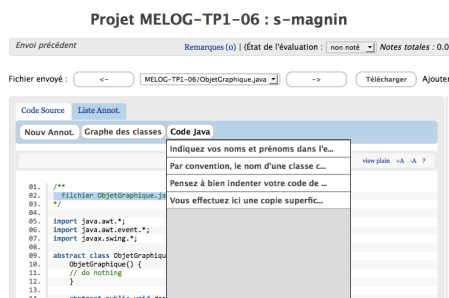 Projet MELOG-TP1-06 : s-magnin
Envoi précédent Remarques (0) | (État de l'évaluation : non noté Notes totales : 0.0
Fichier envoyé : <- MELOG-TP1-06/ObjetGraphique.java -> Télécharger Ajouter
Code Source Liste Annot.
Nouv Annot. Graphe des classes Code Java
Indiquez vos noms et prénoms dans l'e...
Par convention, le nom d'une classe c...
view plain +A -A ?
Pensez à bien indenter votre code de ...
01. /**
Vous effectuez ici une copie superfic...
02. filchier ObjetGraphique.ja
03. */
04.
05. import java.awt.*;
06. import java.awt.event.*;
07. import javax.swing.*;
08.
09. abstract class ObjetGraphiqu
10. ObjetGraphique() {
11. // do nothing
12. }
13.